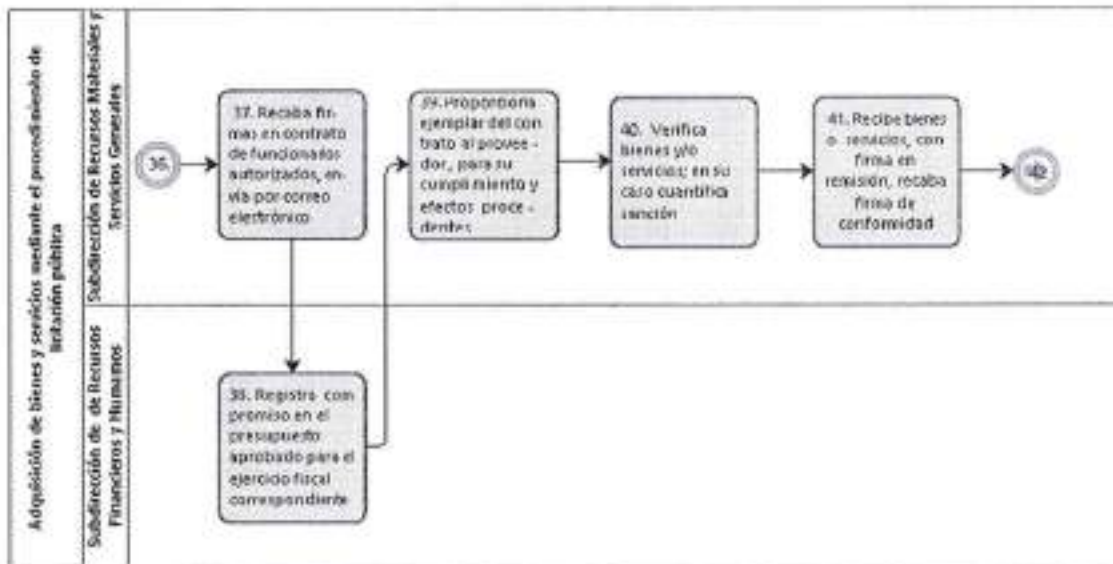 Adquisición de bienes y servicios mediante el procedimiento de
licitación pública
Subdirección de Recursos Materiales y
Servicios Generales
36
37. Recaba fir-
mas en contrato
de funcionarios
autorizados, en-
vía por correo
electrónico
39. Proporciona
ejemplar del con
trato al provee -
dor, para su
cumplimiento y
efectos proce -
dentes
40. Verifica
bienes y/o
servicios; en su
caso cuantifica
sanción
41. Recibe bienes
o servicios, con
firma en
remisión, recaba
firma de
conformidad
42
Subdirección de de Recursos
Financieros y Humanos
38. Registra com
promiso en el
presupuesto
aprobado para el
ejercicio fiscal
correspondiente